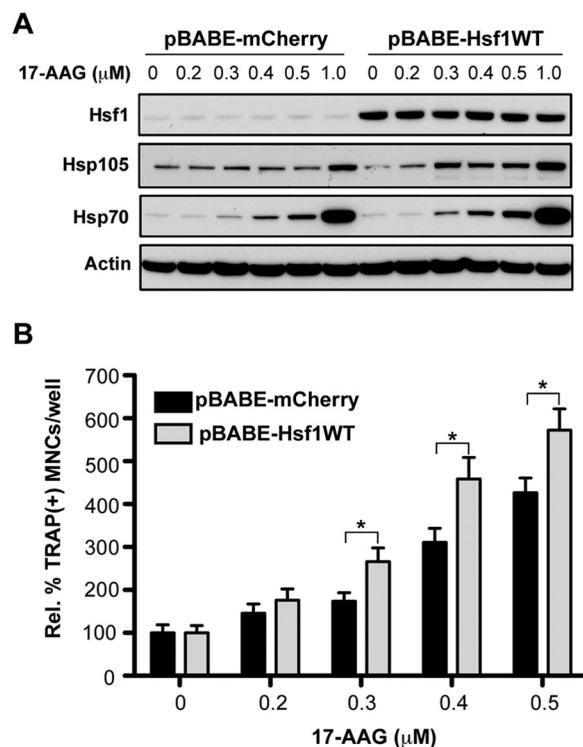 A
pBABE-mCherry pBABE-Hsf1WT
17-AAG (µM) 0 0.2 0.3 0.4 0.5 1.0 0 0.2 0.3 0.4 0.5 1.0
Hsf1
Hsp105
Hsp70
Actin
B
Rel. % TRAP(+) MNCs/well
700
600
500
400
300
200
100
0
pBABE-mCherry
pBABE-Hsf1WT
* * *
0 0.2 0.3 0.4 0.5
17-AAG (µM)